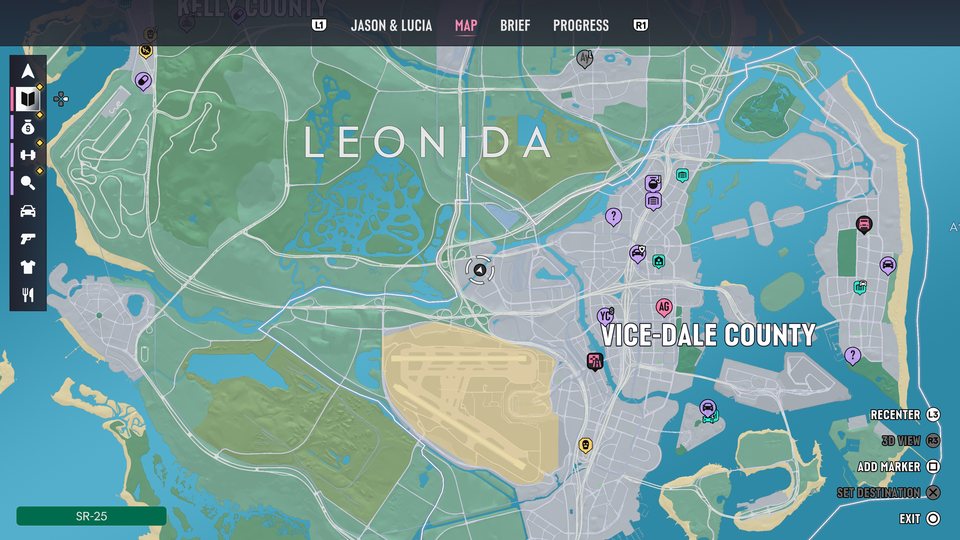 KELLY COUNTY
L1 JASON & LUCIA MAP BRIEF PROGRESS R1
LEONIDA
?
?
AG
YC
VICE-DALE COUNTY
?
RECENTER L3
3D VIEW R3
ADD MARKER
SET DESTINATION
EXIT
SR-25